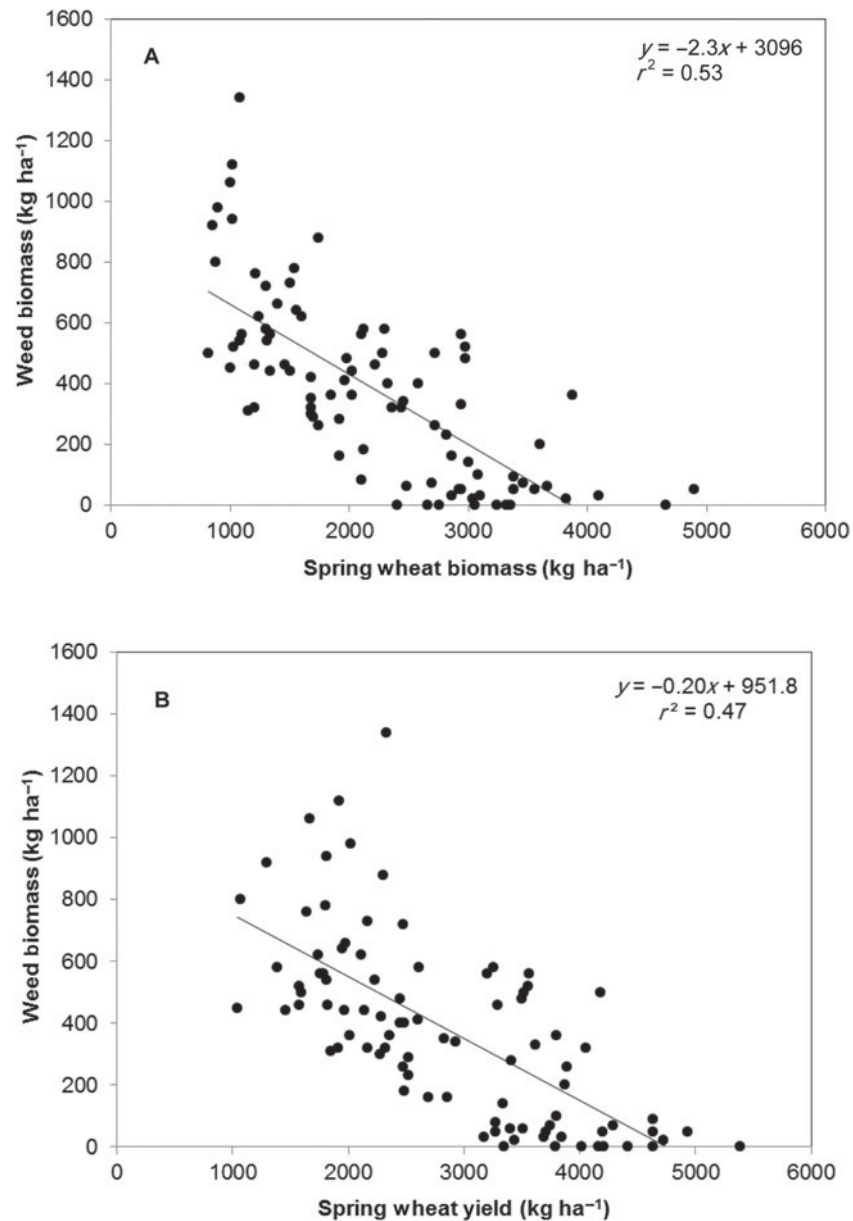 1600
A
y = −2.3x + 3096
r² = 0.53
1400
1200
1000
800
600
400
200
0
Weed biomass (kg ha⁻¹)
0 1000 2000 3000 4000 5000 6000
Spring wheat biomass (kg ha⁻¹)
1600
B
y = −0.20x + 951.8
r² = 0.47
1400
1200
1000
800
600
400
200
0
Weed biomass (kg ha⁻¹)
0 1000 2000 3000 4000 5000 6000
Spring wheat yield (kg ha⁻¹)